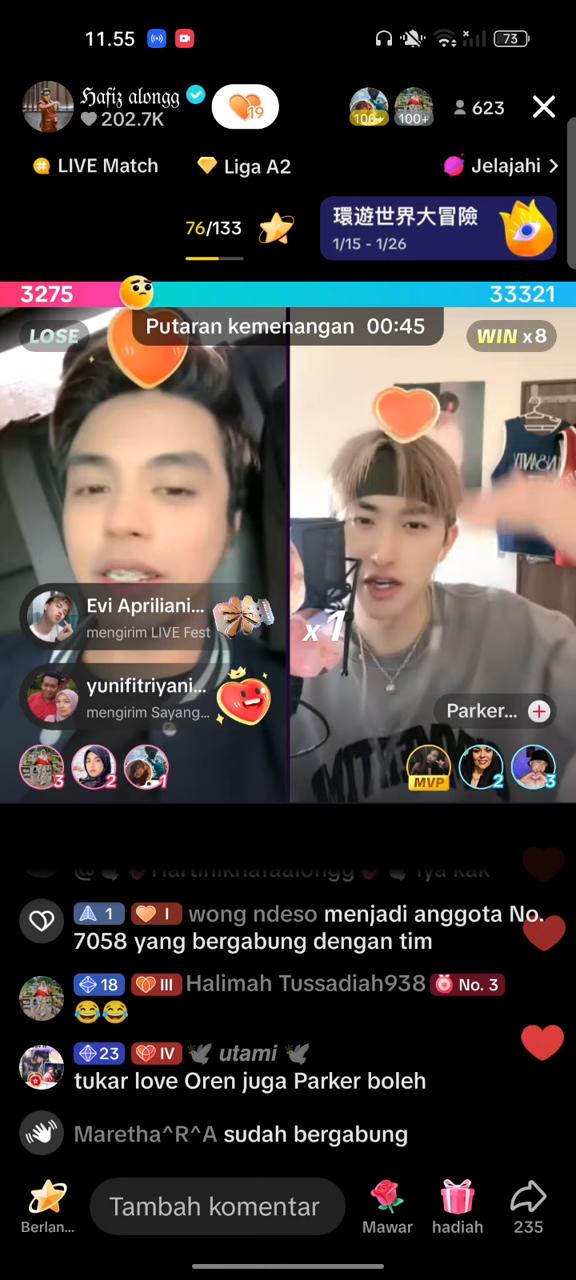 11.55
73
Hafiz alongg
202.7K
19
100+
100+
623
LIVE Match
Liga A2
Jelajahi
76/133
環遊世界大冒險
1/15 - 1/26
3275
33321
LOSE
Putaran kemenangan 00:45
WIN x 8
Evi Apriliani...
mengirim LIVE Fest
x 1
yunifitriyani...
mengirim Sayang...
Parker...
3
2
1
MVP
2
3
iya kak
1 I wong ndeso menjadi anggota No.
7058 yang bergabung dengan tim
18 III Halimah Tussadiah938 No. 3
😂😂
23 IV 🕊 utami 🕊
tukar love Oren juga Parker boleh
Maretha^R^A sudah bergabung
Berlan...
Tambah komentar
Mawar
hadiah
235